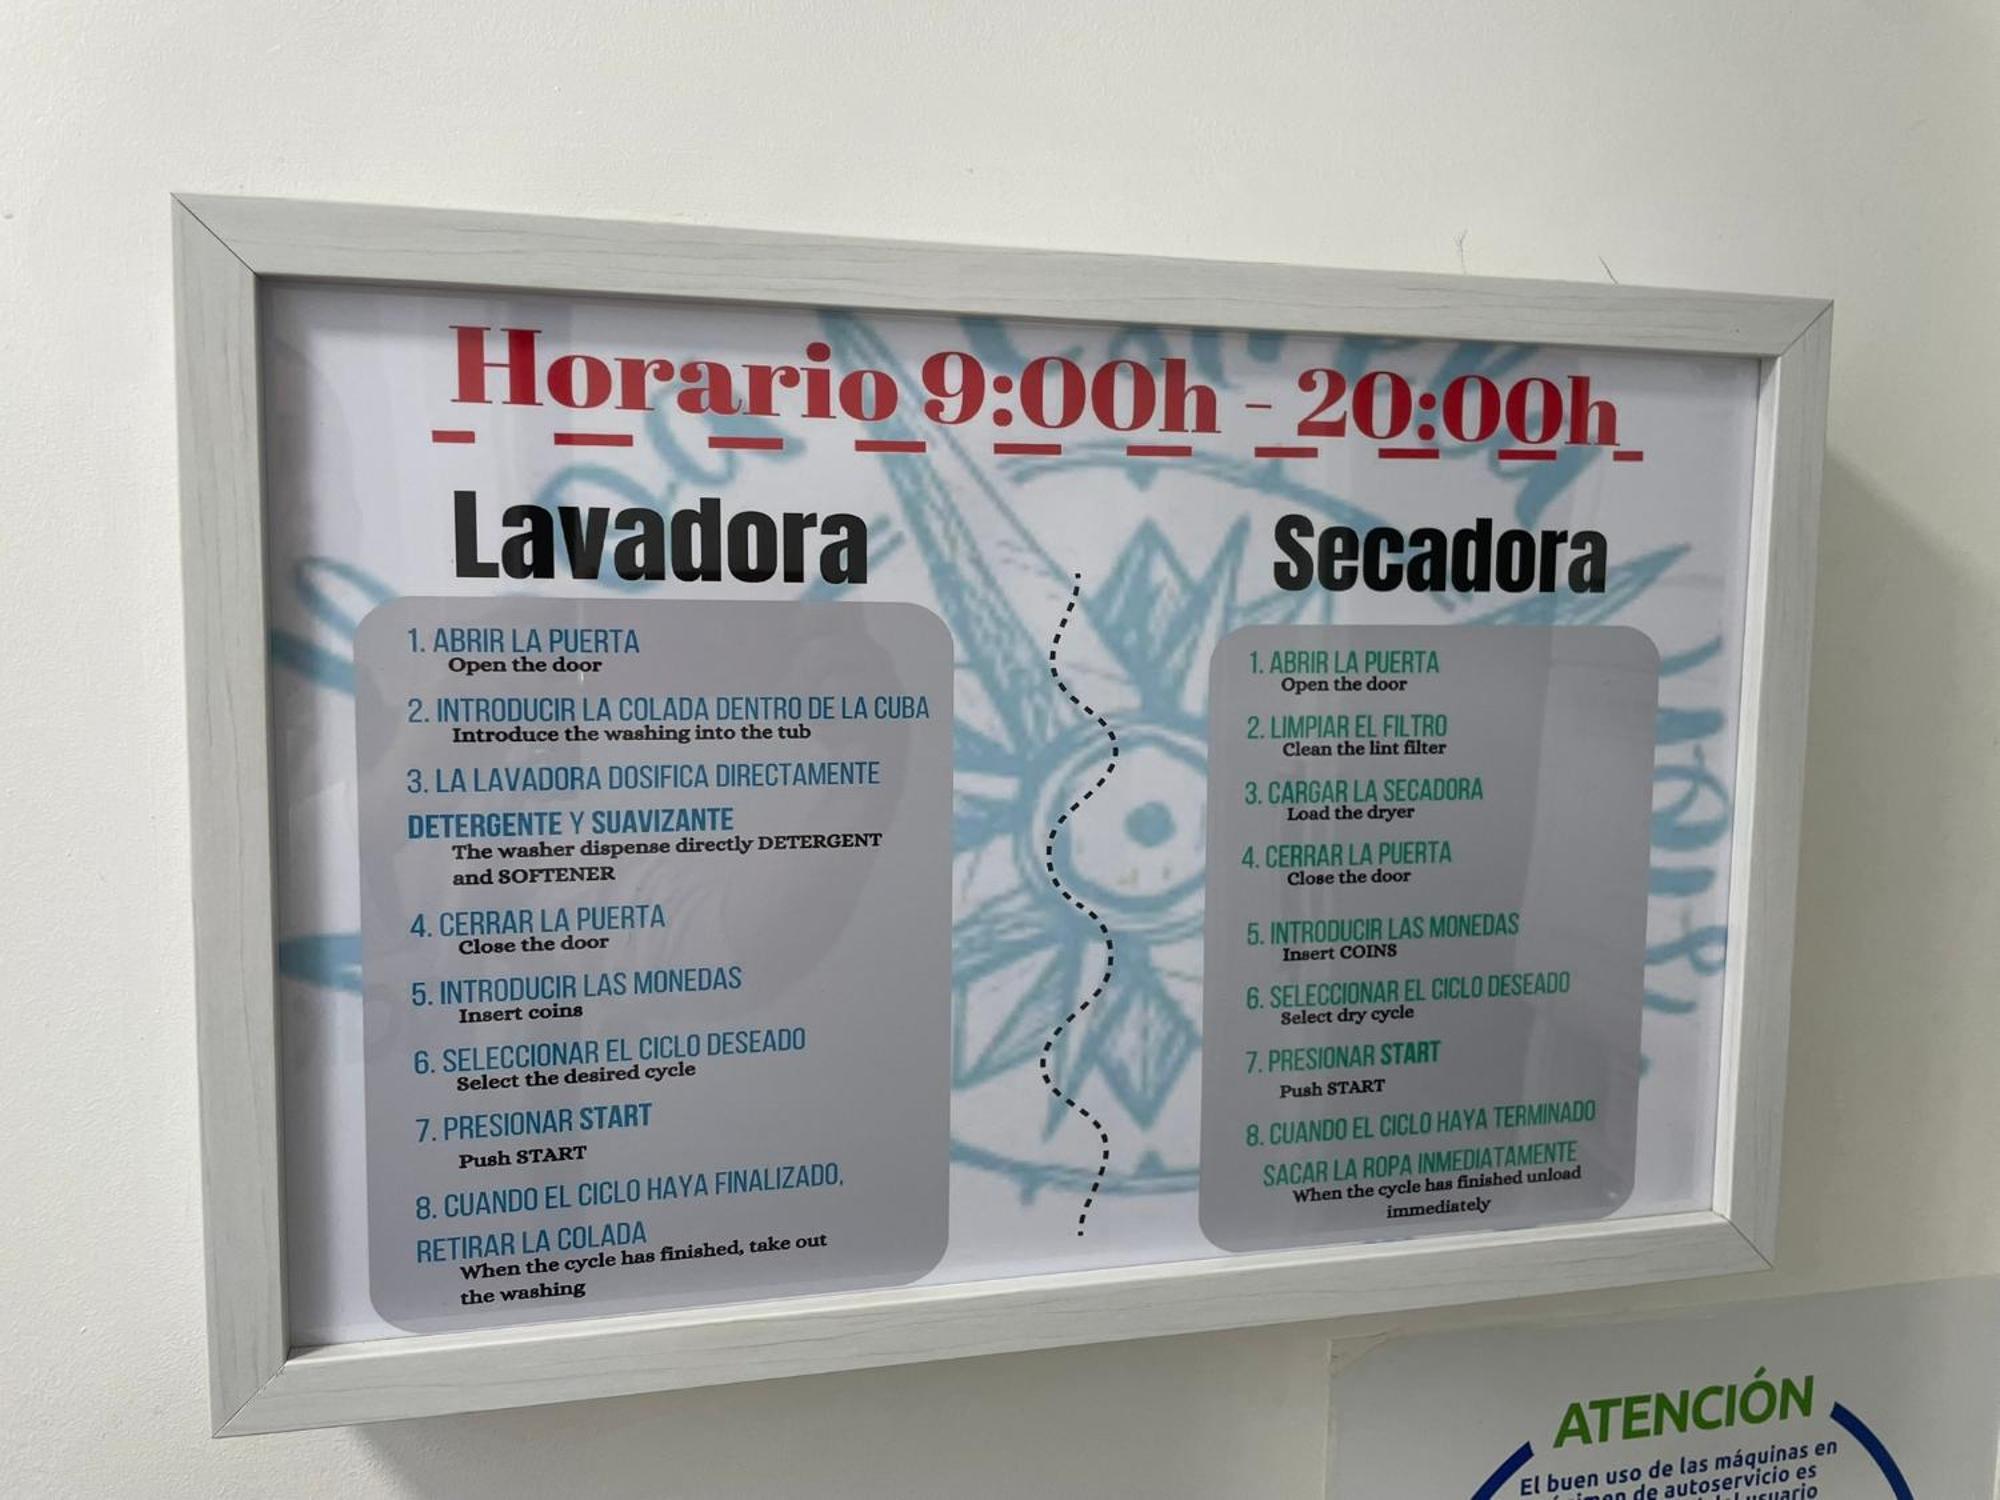 Horario 9:00h - 20:00h
Lavadora
1. ABRIR LA PUERTA
Open the door
2. INTRODUCIR LA COLADA DENTRO DE LA CUBA
Introduce the washing into the tub
3. LA LAVADORA DOSIFICA DIRECTAMENTE
DETERGENTE Y SUAVIZANTE
The washer dispense directly DETERGENT
and SOFTENER
4. CERRAR LA PUERTA
Close the door
5. INTRODUCIR LAS MONEDAS
Insert coins
6. SELECCIONAR EL CICLO DESEADO
Select the desired cycle
7. PRESIONAR START
Push START
8. CUANDO EL CICLO HAYA FINALIZADO,
RETIRAR LA COLADA
When the cycle has finished, take out
the washing
Secadora
1. ABRIR LA PUERTA
Open the door
2. LIMPIAR EL FILTRO
Clean the lint filter
3. CARGAR LA SECADORA
Load the dryer
4. CERRAR LA PUERTA
Close the door
5. INTRODUCIR LAS MONEDAS
Insert COINS
6. SELECCIONAR EL CICLO DESEADO
Select dry cycle
7. PRESIONAR START
Push START
8. CUANDO EL CICLO HAYA TERMINADO
SACAR LA ROPA INMEDIATAMENTE
When the cycle has finished unload
immediately
ATENCIÓN
El buen uso de las máquinas en
de autoservicio es
usuario